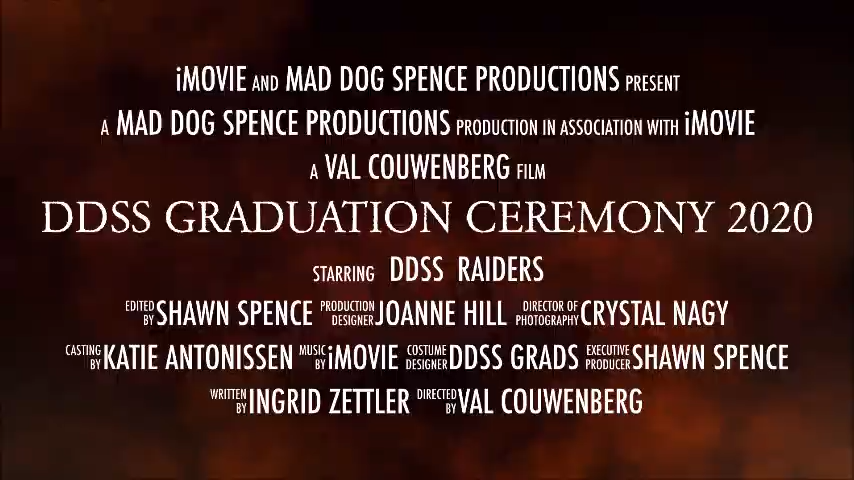 iMOVIE AND MAD DOG SPENCE PRODUCTIONS PRESENT
A MAD DOG SPENCE PRODUCTIONS PRODUCTION IN ASSOCIATION WITH iMOVIE
A VAL COUWENBERG FILM
DDSS GRADUATION CEREMONY 2020
STARRING DDSS RAIDERS
EDITED BY SHAWN SPENCE PRODUCTION DESIGNER JOANNE HILL DIRECTOR OF PHOTOGRAPHY CRYSTAL NAGY
CASTING BY KATIE ANTONISSEN MUSIC BY iMOVIE COSTUME DESIGNER DDSS GRADS EXECUTIVE PRODUCER SHAWN SPENCE
WRITTEN BY INGRID ZETTLER DIRECTED BY VAL COUWENBERG